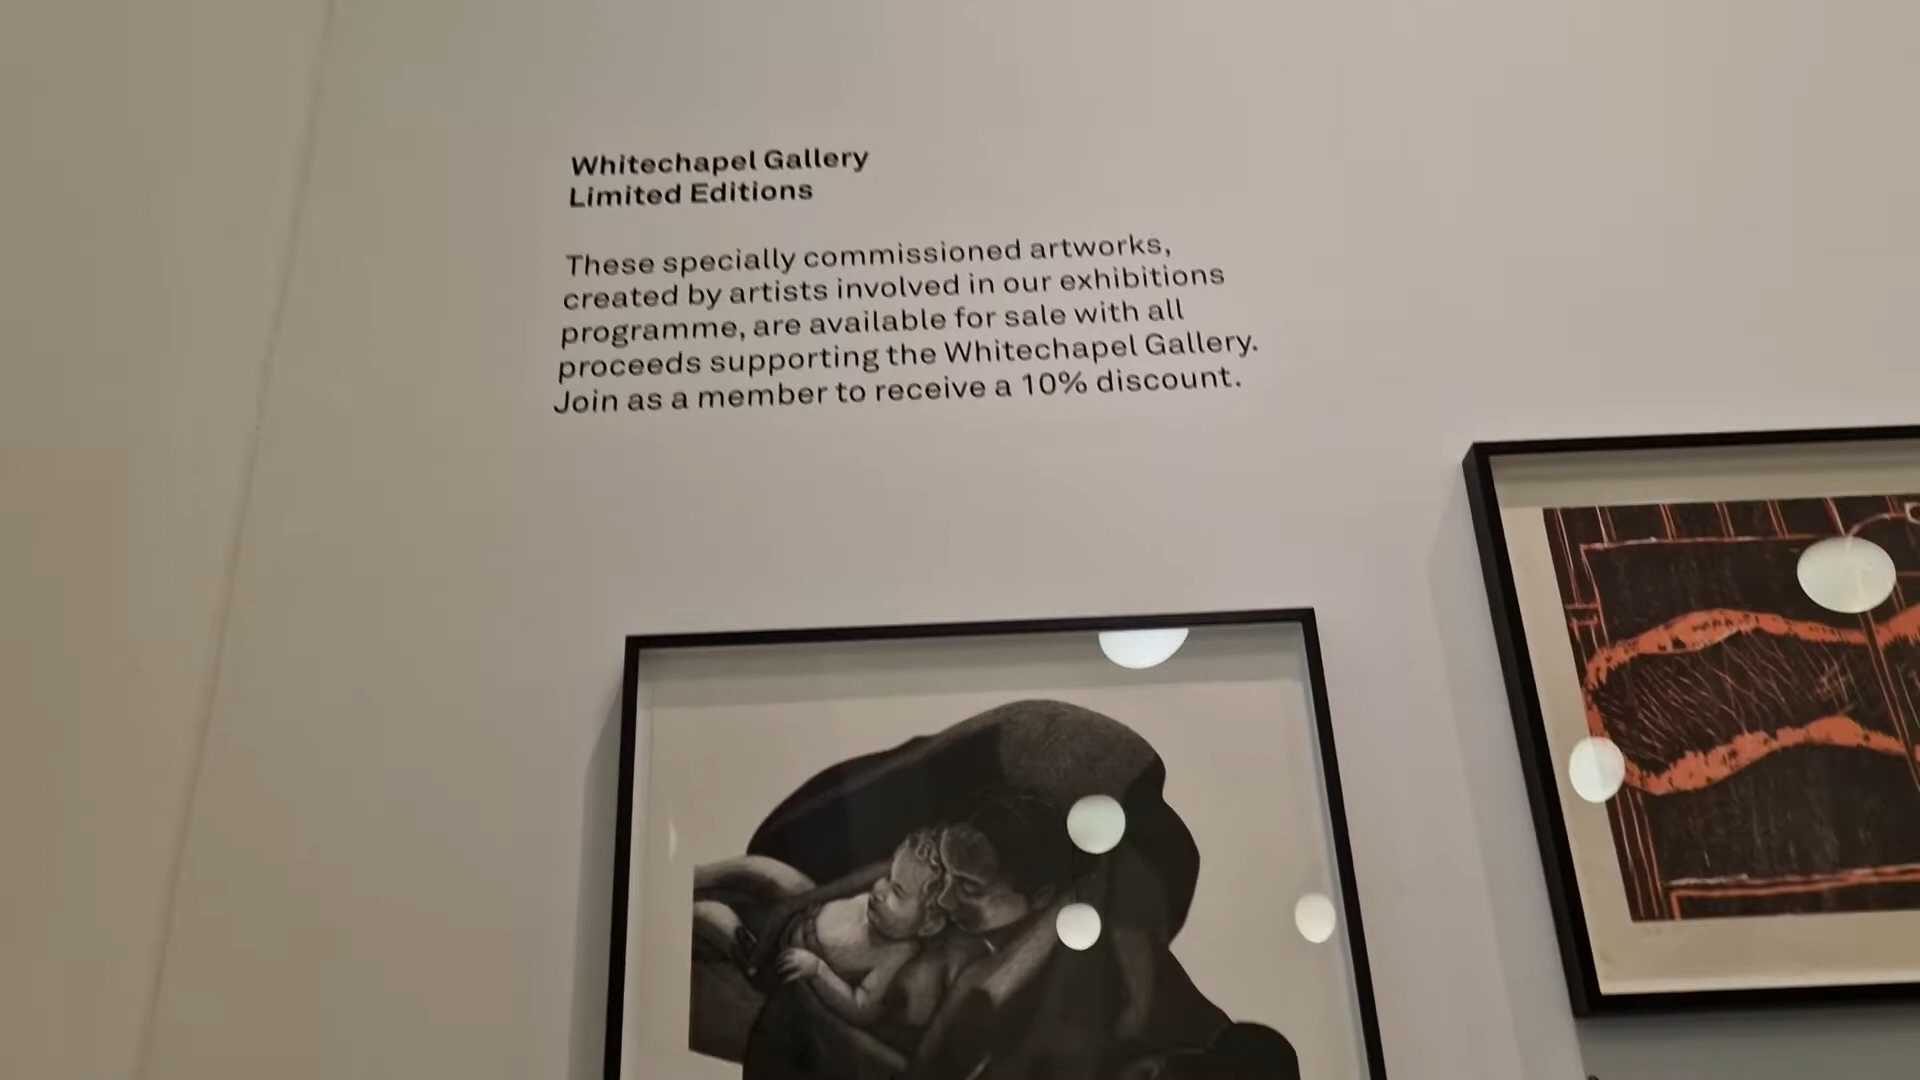 Whitechapel Gallery
Limited Editions
These specially commissioned artworks,
created by artists involved in our exhibitions
programme, are available for sale with all
proceeds supporting the Whitechapel Gallery.
Join as a member to receive a 10% discount.